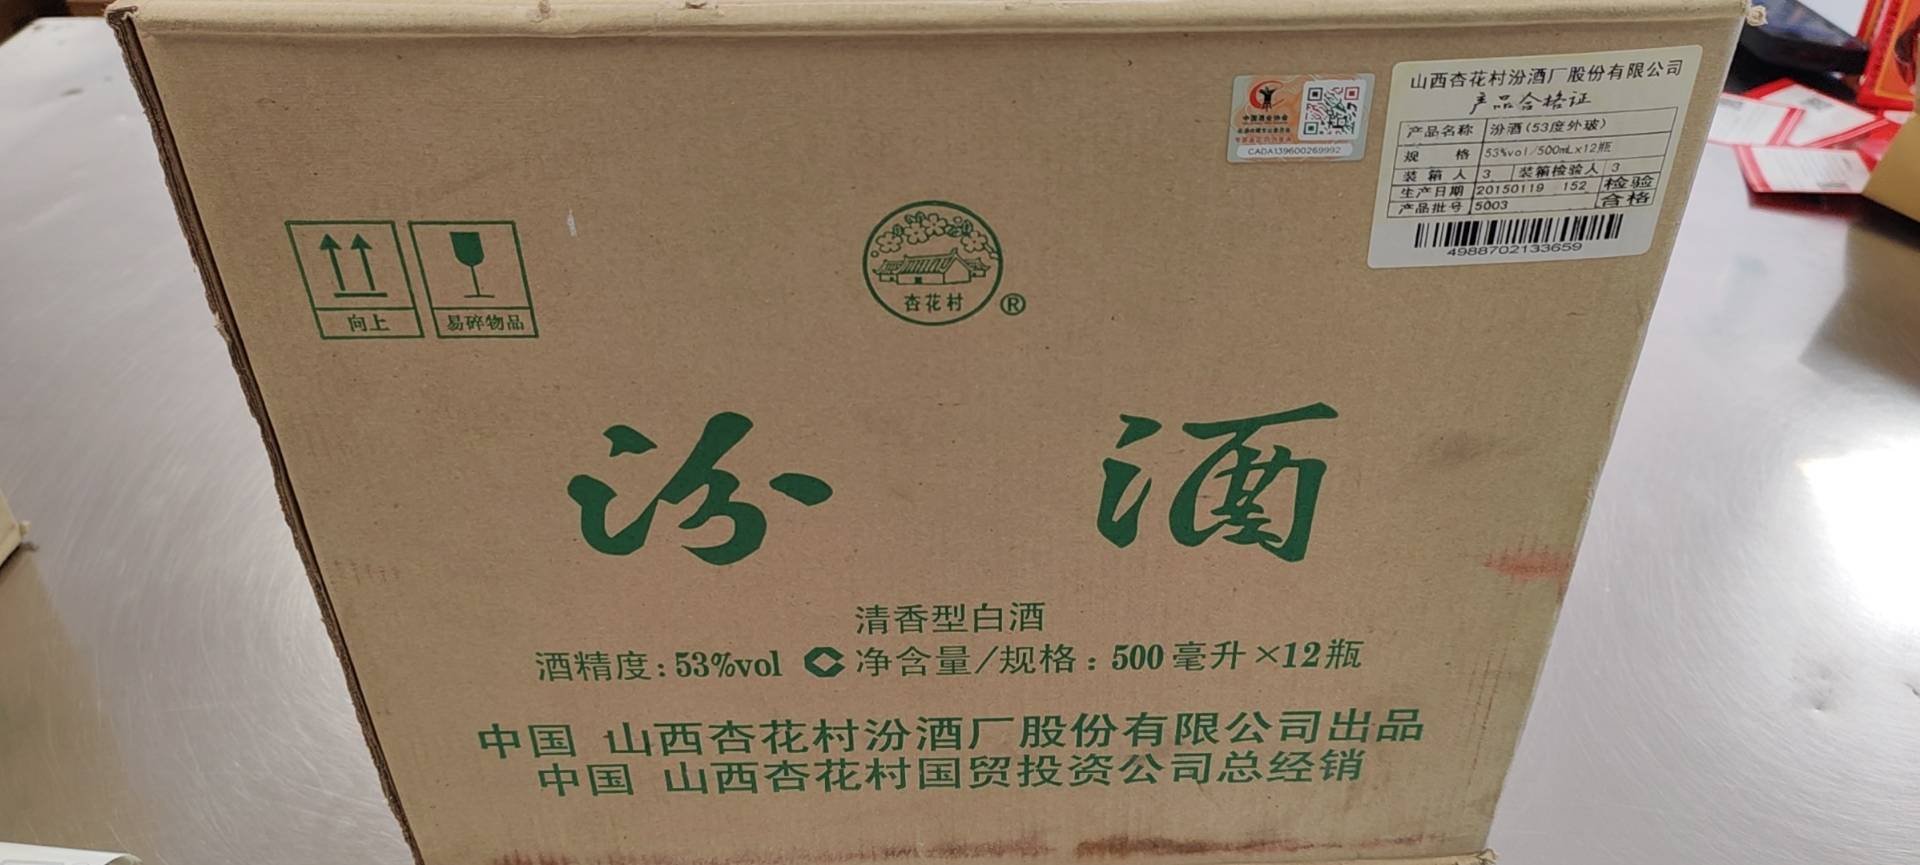 山西杏花村汾酒厂股份有限公司
产品合格证
产品名称 汾酒(53度外玻)
规 格 53%vol/500mL×12瓶
装箱人 3 装箱检验人 3
生产日期 20150119 152 检验
产品批号 5003 合格
4988702133659
中国酒业协会
CADA139600269992
向上
易碎物品
杏花村
®
汾 酒
清香型白酒
酒精度:53%vol 净含量/规格:500毫升×12瓶
中国 山西杏花村汾酒厂股份有限公司出品
中国 山西杏花村国贸投资公司总经销